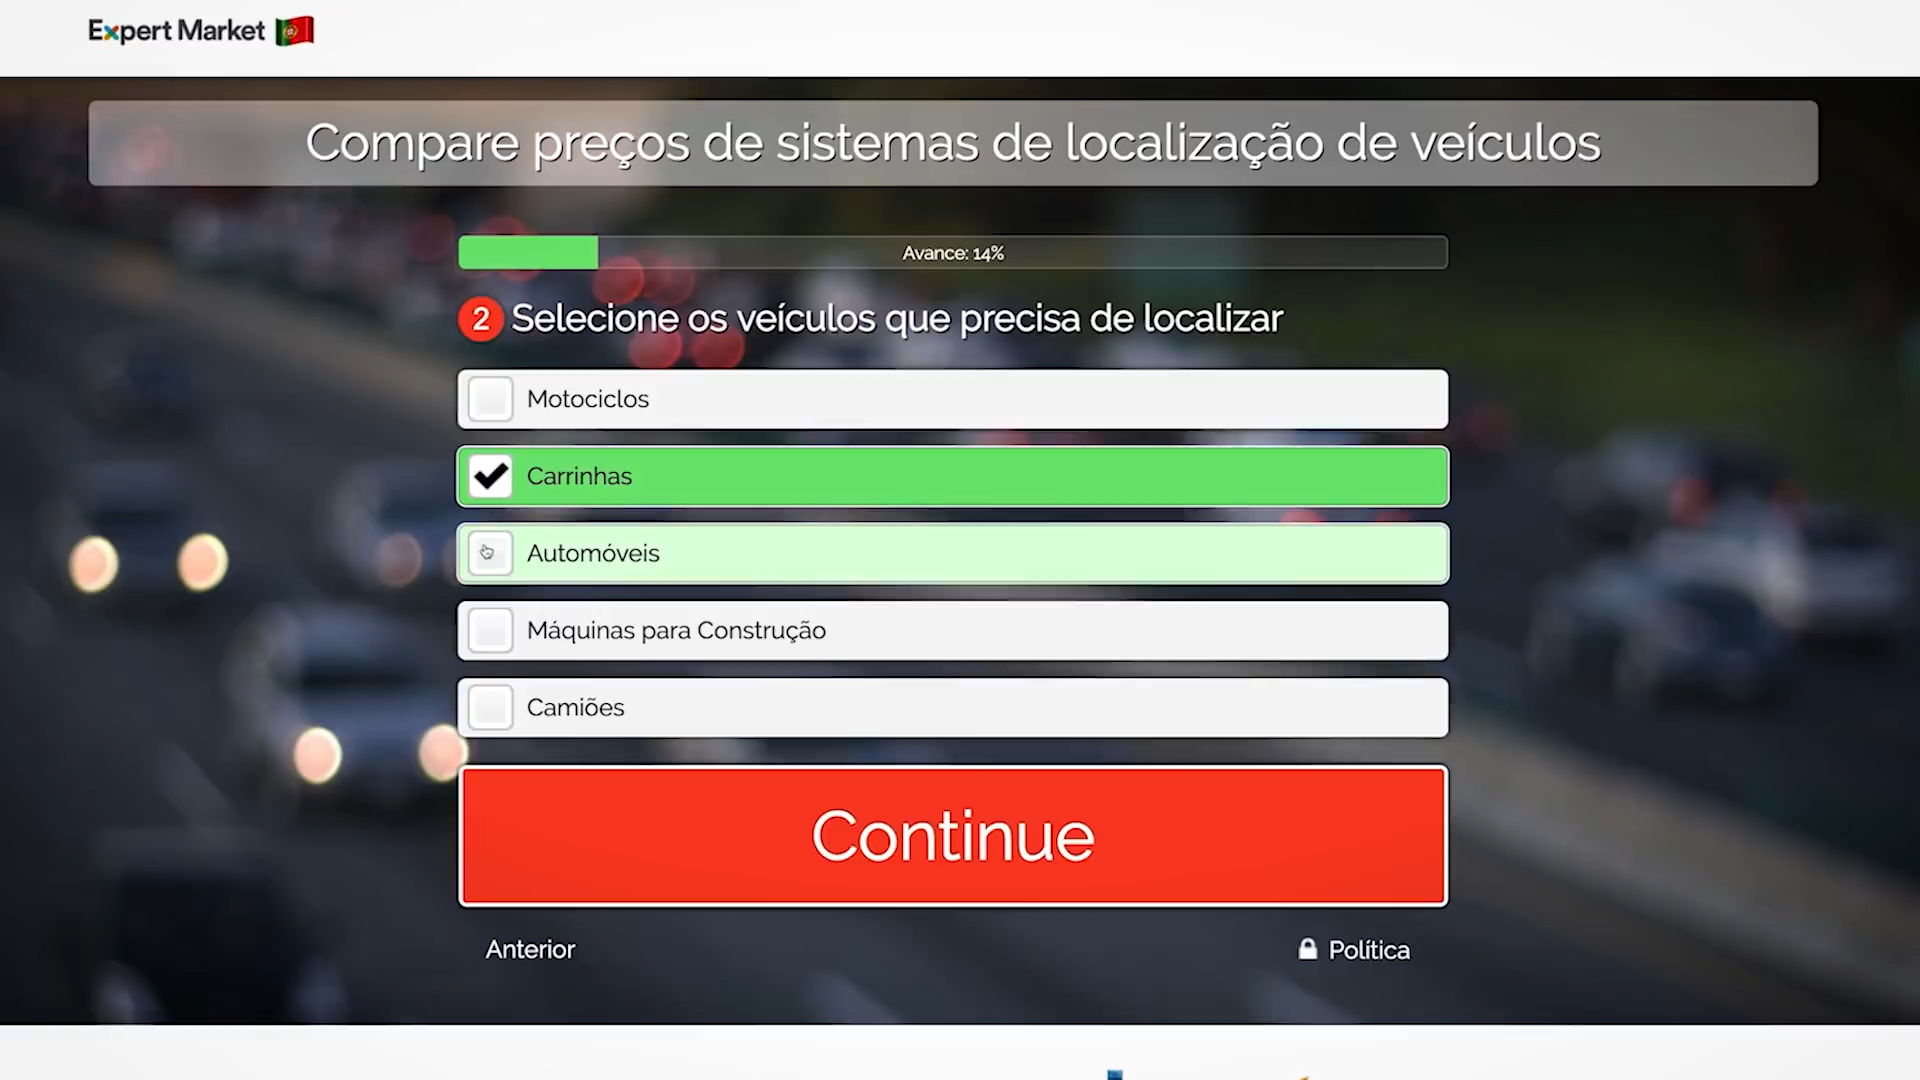 Expert Market
Compare preços de sistemas de localização de veículos
Avance: 14%
2 Selecione os veículos que precisa de localizar
Motociclos
Carrinhas
Automóveis
Máquinas para Construção
Camiões
Continue
Anterior
Política